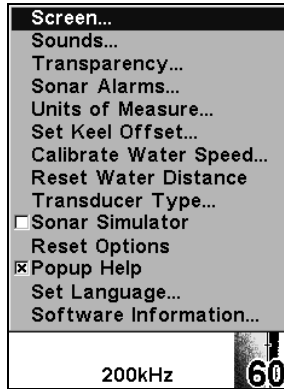 Screen...
Sounds...
Transparency...
Sonar Alarms...
Units of Measure...
Set Keel Offset...
Calibrate Water Speed...
Reset Water Distance
Transducer Type...
Sonar Simulator
Reset Options
Popup Help
Set Language...
Software Information...
200kHz
60